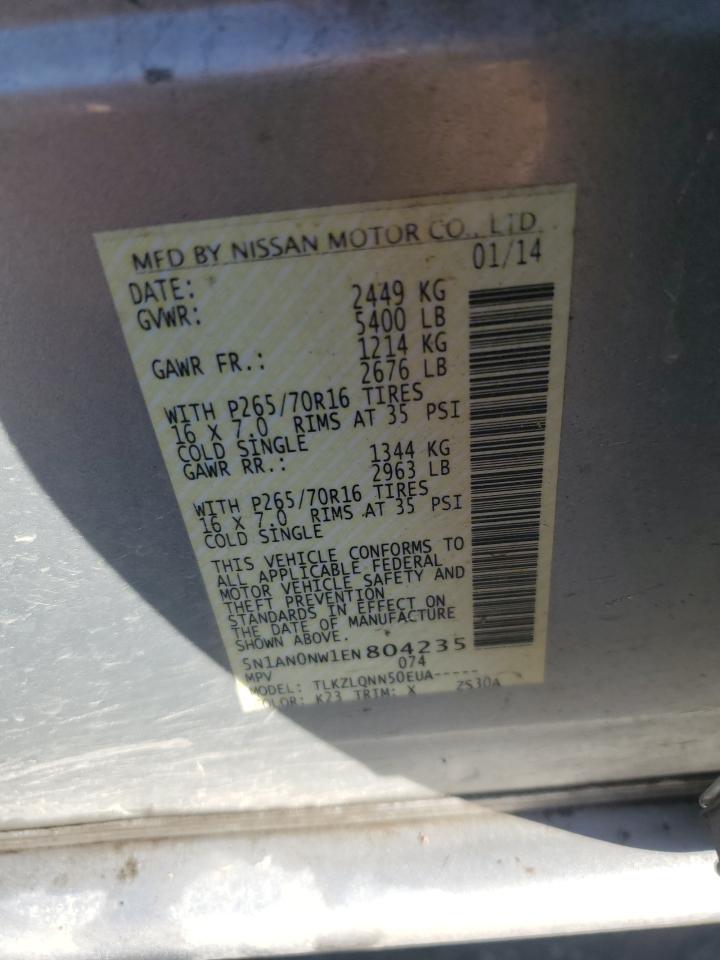 MFD BY NISSAN MOTOR CO., LTD.
DATE: 01/14
GVWR: 2449 KG
5400 LB
GAWR FR.: 1214 KG
2676 LB
WITH P265/70R16 TIRES
16 X 7.0 RIMS AT 35 PSI
COLD SINGLE
GAWR RR.: 1344 KG
2963 LB
WITH P265/70R16 TIRES
16 X 7.0 RIMS AT 35 PSI
COLD SINGLE
THIS VEHICLE CONFORMS TO
ALL APPLICABLE FEDERAL
MOTOR VEHICLE SAFETY AND
THEFT PREVENTION
STANDARDS IN EFFECT ON
THE DATE OF MANUFACTURE
SHOWN ABOVE.
5N1AN0NW1EN804235
MPV 074
MODEL: TLKZLQNN50EUA-----
COLOR: K23 TRIM: X ZS30A